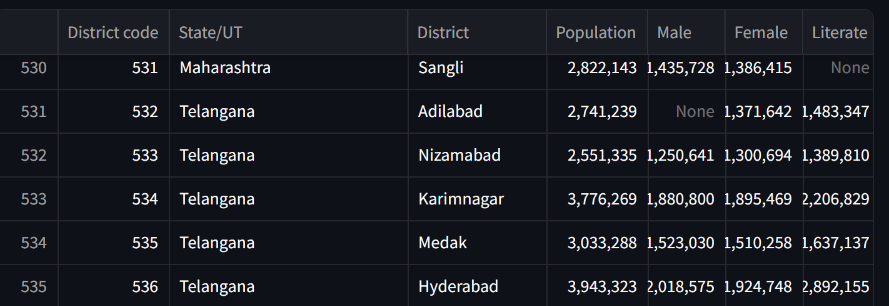 District code State/UT District Population Male Female Literate
530 531 Maharashtra Sangli 2,822,143 1,435,728 1,386,415 None
531 532 Telangana Adilabad 2,741,239 None 1,371,642 1,483,347
532 533 Telangana Nizamabad 2,551,335 1,250,641 1,300,694 1,389,810
533 534 Telangana Karimnagar 3,776,269 1,880,800 1,895,469 2,206,829
534 535 Telangana Medak 3,033,288 1,523,030 1,510,258 1,637,137
535 536 Telangana Hyderabad 3,943,323 2,018,575 1,924,748 2,892,155